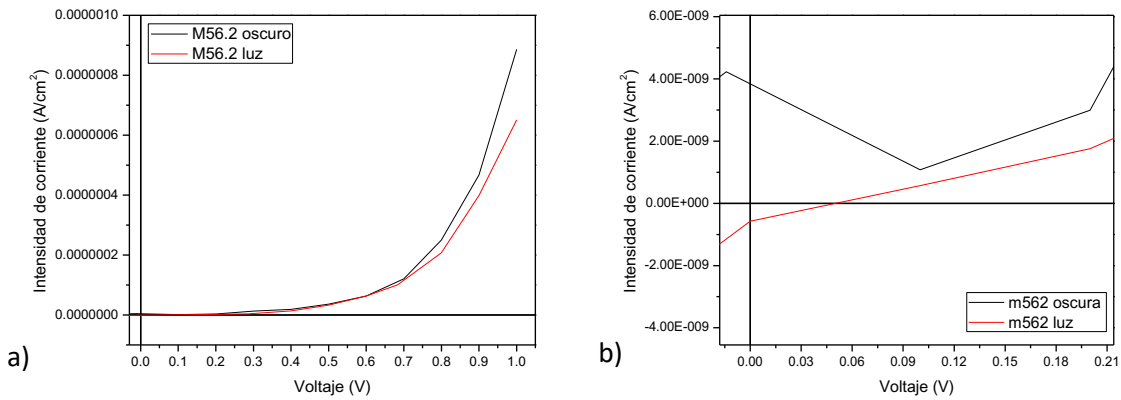 0.0000010
0.0000008
0.0000006
0.0000004
0.0000002
0.0000000
Intensidad de corriente (A/cm²)
M56.2 oscuro
M56.2 luz
0.0 0.1 0.2 0.3 0.4 0.5 0.6 0.7 0.8 0.9 1.0
Voltaje (V)
a)
6.00E-009
4.00E-009
2.00E-009
0.00E+000
-2.00E-009
-4.00E-009
Intensidad de corriente (A/cm²)
m562 oscura
m562 luz
0.00 0.03 0.06 0.09 0.12 0.15 0.18 0.21
Voltaje (V)
b)